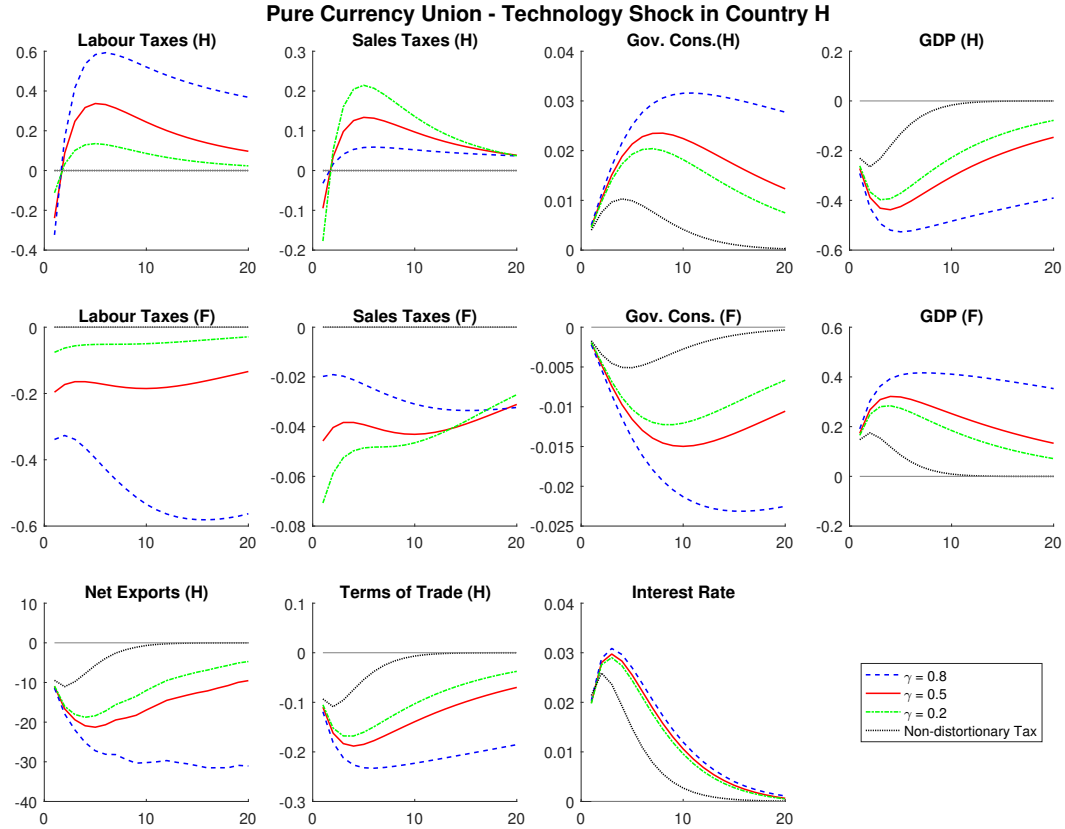 Pure Currency Union - Technology Shock in Country H
Labour Taxes (H)
0.6
0.4
0.2
0
-0.2
-0.4
0 10 20
Sales Taxes (H)
0.3
0.2
0.1
0
-0.1
-0.2
0 10 20
Gov. Cons.(H)
0.04
0.03
0.02
0.01
0
0 10 20
GDP (H)
0.2
0
-0.2
-0.4
-0.6
0 10 20
Labour Taxes (F)
0
-0.2
-0.4
-0.6
0 10 20
Sales Taxes (F)
0
-0.02
-0.04
-0.06
-0.08
0 10 20
Gov. Cons. (F)
0
-0.005
-0.01
-0.015
-0.02
-0.025
0 10 20
GDP (F)
0.6
0.4
0.2
0
-0.2
0 10 20
Net Exports (H)
10
0
-10
-20
-30
-40
0 10 20
Terms of Trade (H)
0.1
0
-0.1
-0.2
-0.3
0 10 20
Interest Rate
0.04
0.03
0.02
0.01
0
0 10 20
γ = 0.8
γ = 0.5
γ = 0.2
Non-distortionary Tax